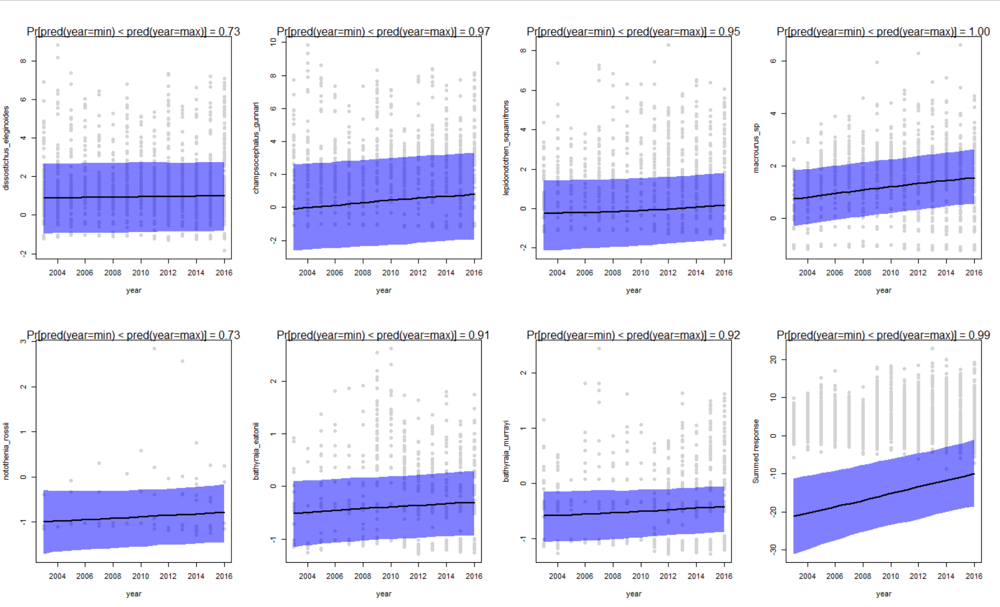 Pr[pred(year=min) < pred(year=max)] = 0.73
dissostichus_eleginoides
8
6
4
2
0
-2
2004 2006 2008 2010 2012 2014 2016
year
Pr[pred(year=min) < pred(year=max)] = 0.97
champsocephalus_gunnari
10
8
6
4
2
0
-2
2004 2006 2008 2010 2012 2014 2016
year
Pr[pred(year=min) < pred(year=max)] = 0.95
lepidonotothen_squamifrons
8
6
4
2
0
-2
2004 2006 2008 2010 2012 2014 2016
year
Pr[pred(year=min) < pred(year=max)] = 1.00
macrourus_sp
6
4
2
0
2004 2006 2008 2010 2012 2014 2016
year
Pr[pred(year=min) < pred(year=max)] = 0.73
notothenia_rossii
3
2
1
0
-1
2004 2006 2008 2010 2012 2014 2016
year
Pr[pred(year=min) < pred(year=max)] = 0.91
bathyraja_eatonii
2
1
0
-1
2004 2006 2008 2010 2012 2014 2016
year
Pr[pred(year=min) < pred(year=max)] = 0.92
bathyraja_murrayi
2
1
0
-1
2004 2006 2008 2010 2012 2014 2016
year
Pr[pred(year=min) < pred(year=max)] = 0.99
Summed response
20
10
0
-10
-20
-30
2004 2006 2008 2010 2012 2014 2016
year